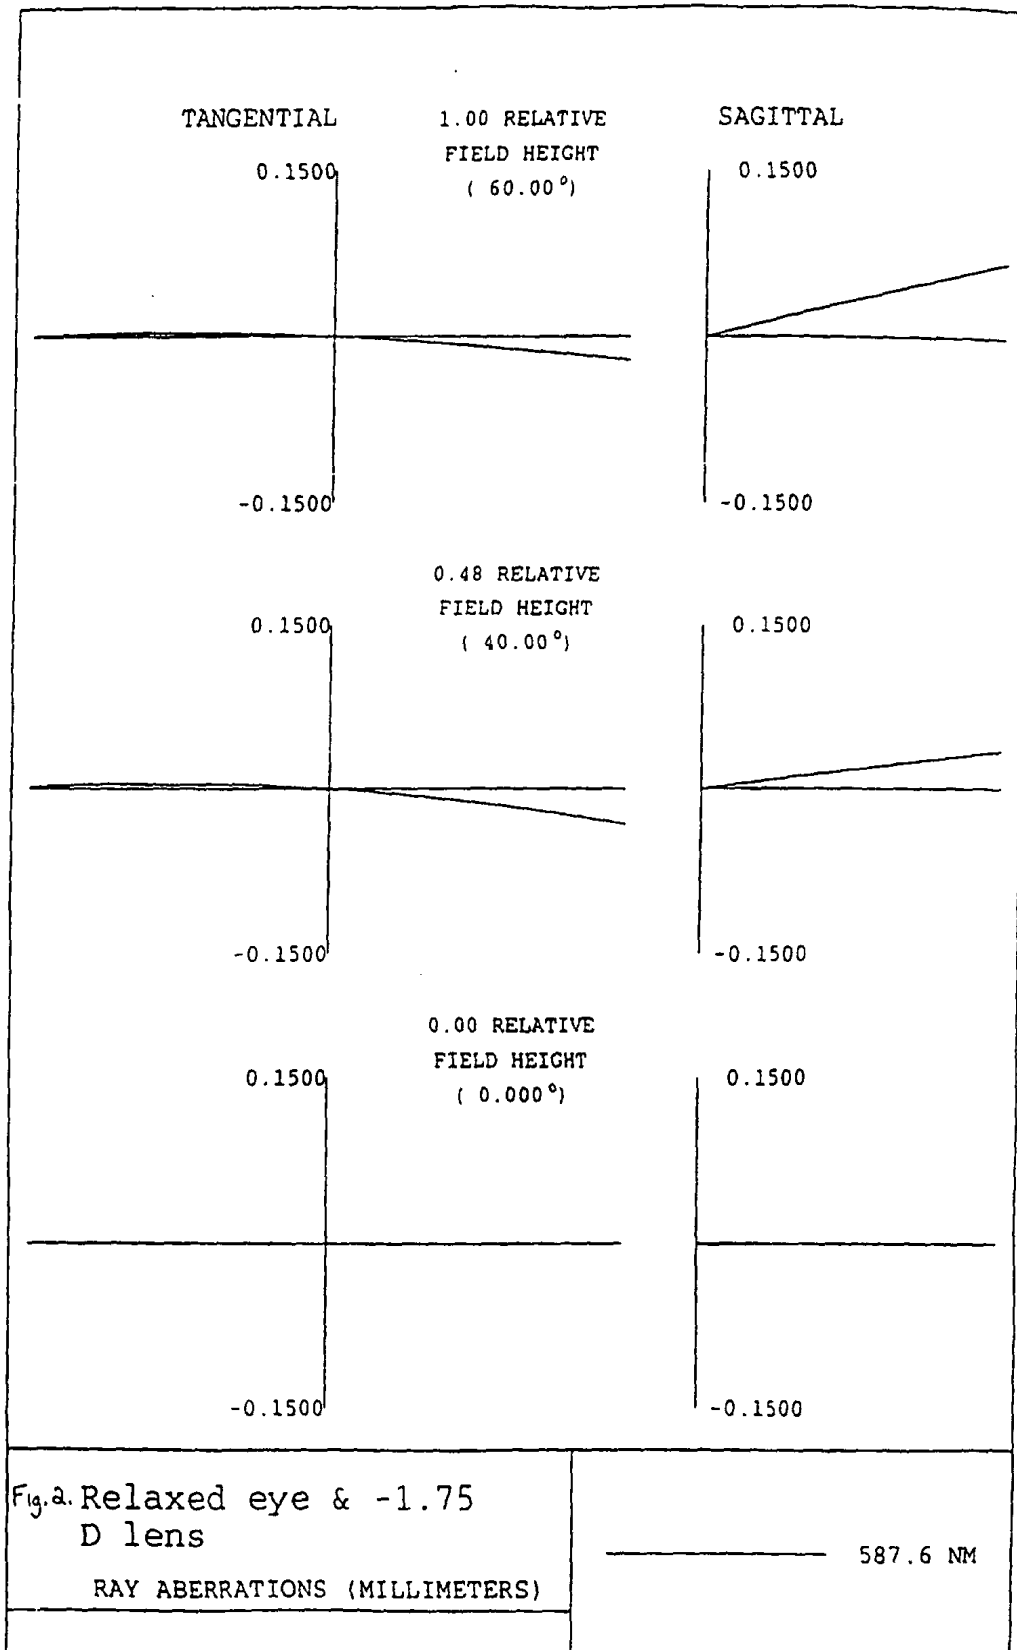 TANGENTIAL
1.00 RELATIVE
FIELD HEIGHT
( 60.00°)
SAGITTAL
0.1500
0.1500
-0.1500
-0.1500
0.48 RELATIVE
FIELD HEIGHT
( 40.00°)
0.1500
0.1500
-0.1500
-0.1500
0.00 RELATIVE
FIELD HEIGHT
( 0.000°)
0.1500
0.1500
-0.1500
-0.1500
Fig.2. Relaxed eye & -1.75
D lens
RAY ABERRATIONS (MILLIMETERS)
587.6 NM